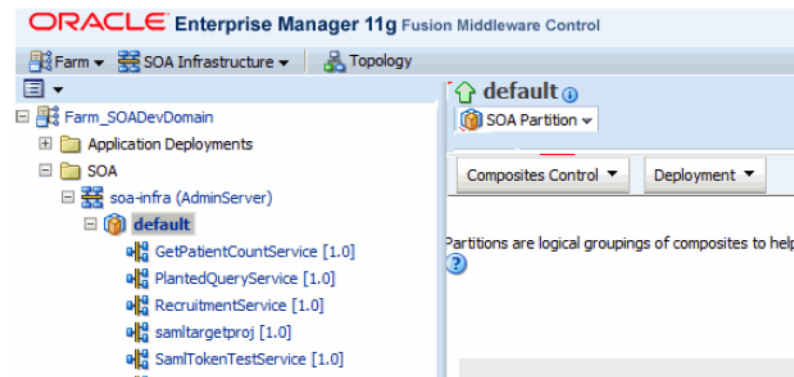 ORACLE Enterprise Manager 11g Fusion Middleware Control
Farm SOA Infrastructure Topology
Farm_SOADevDomain
Application Deployments
SOA
soa-infra (AdminServer)
default
GetPatientCountService [1.0]
PlantedQueryService [1.0]
RecruitmentService [1.0]
samltargetproj [1.0]
SamlTokenTestService [1.0]
default
SOA Partition
Composites Control Deployment
Partitions are logical groupings of composites to help